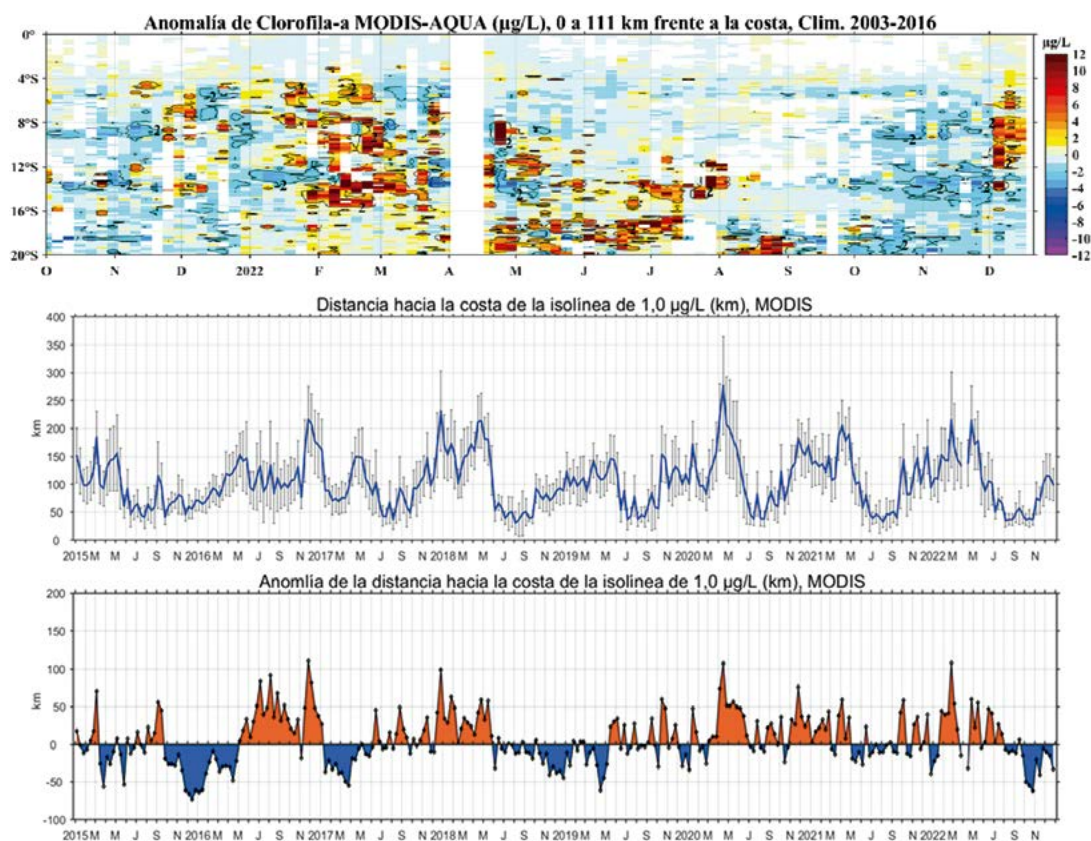 Anomalía de Clorofila-a MODIS-AQUA (µg/L), 0 a 111 km frente a la costa, Clim. 2003-2016
µg/L
0°
4°S
8°S
12°S
16°S
20°S
12
10
8
6
4
2
0
-2
-4
-6
-8
-10
-12
O N D 2022 F M A M J J A S O N D
Distancia hacia la costa de la isolínea de 1,0 µg/L (km), MODIS
km
400
350
300
250
200
150
100
50
0
2015 M M J S N 2016 M M J S N 2017 M M J S N 2018 M M J S N 2019 M M J S N 2020 M M J S N 2021 M M J S N 2022 M M J S N
Anomlía de la distancia hacia la costa de la isolinea de 1,0 µg/L (km), MODIS
km
200
150
100
50
0
-50
-100
2015 M M J S N 2016 M M J S N 2017 M M J S N 2018 M M J S N 2019 M M J S N 2020 M M J S N 2021 M M J S N 2022 M M J S N